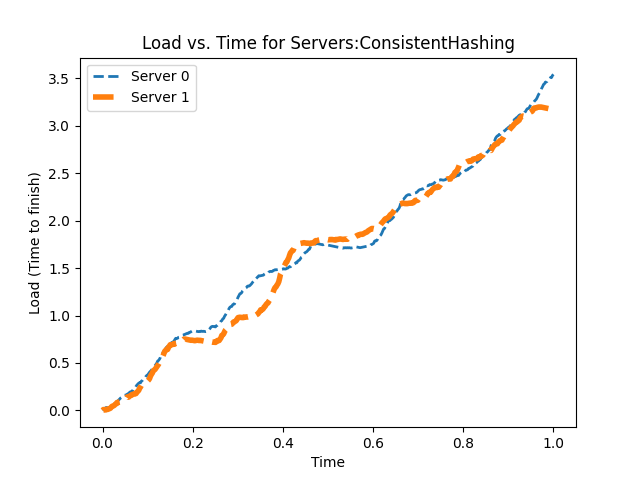 Load vs. Time for Servers:ConsistentHashing
Server 0
Server 1
Load (Time to finish)
3.5
3.0
2.5
2.0
1.5
1.0
0.5
0.0
0.0 0.2 0.4 0.6 0.8 1.0
Time